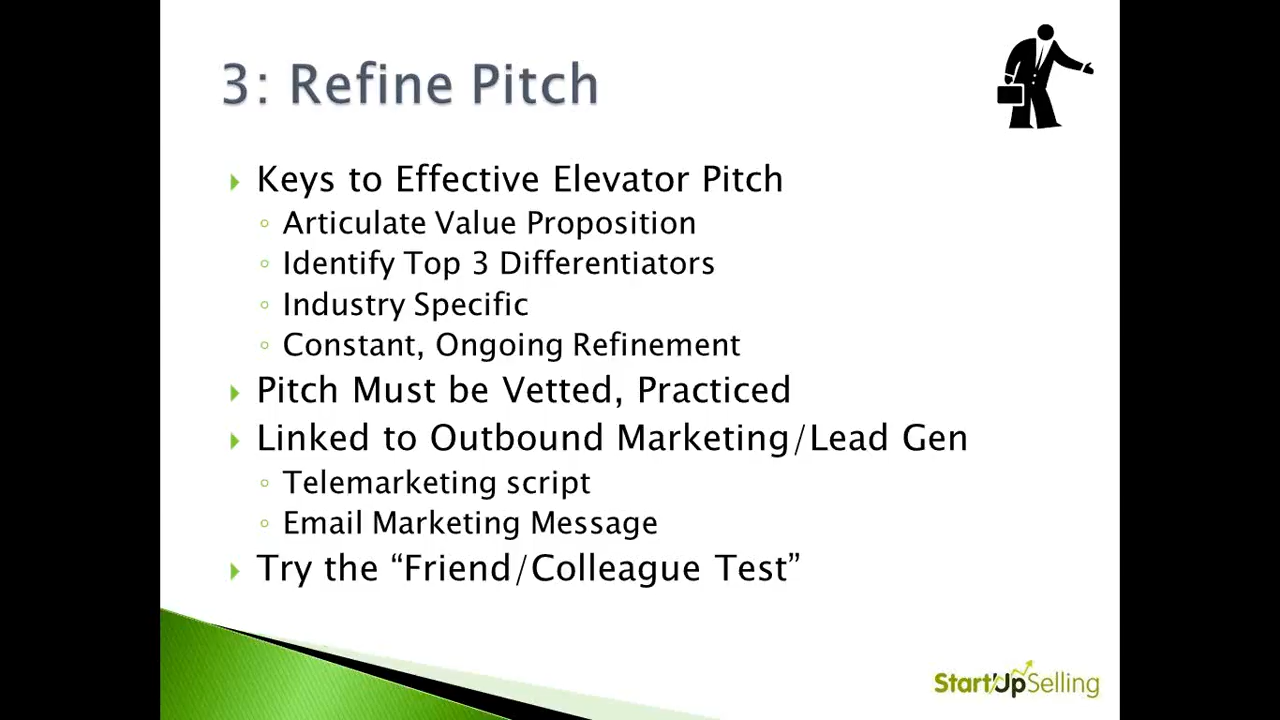 3: Refine Pitch
Keys to Effective Elevator Pitch
Articulate Value Proposition
Identify Top 3 Differentiators
Industry Specific
Constant, Ongoing Refinement
Pitch Must be Vetted, Practiced
Linked to Outbound Marketing/Lead Gen
Telemarketing script
Email Marketing Message
Try the “Friend/Colleague Test”
StartUpSelling